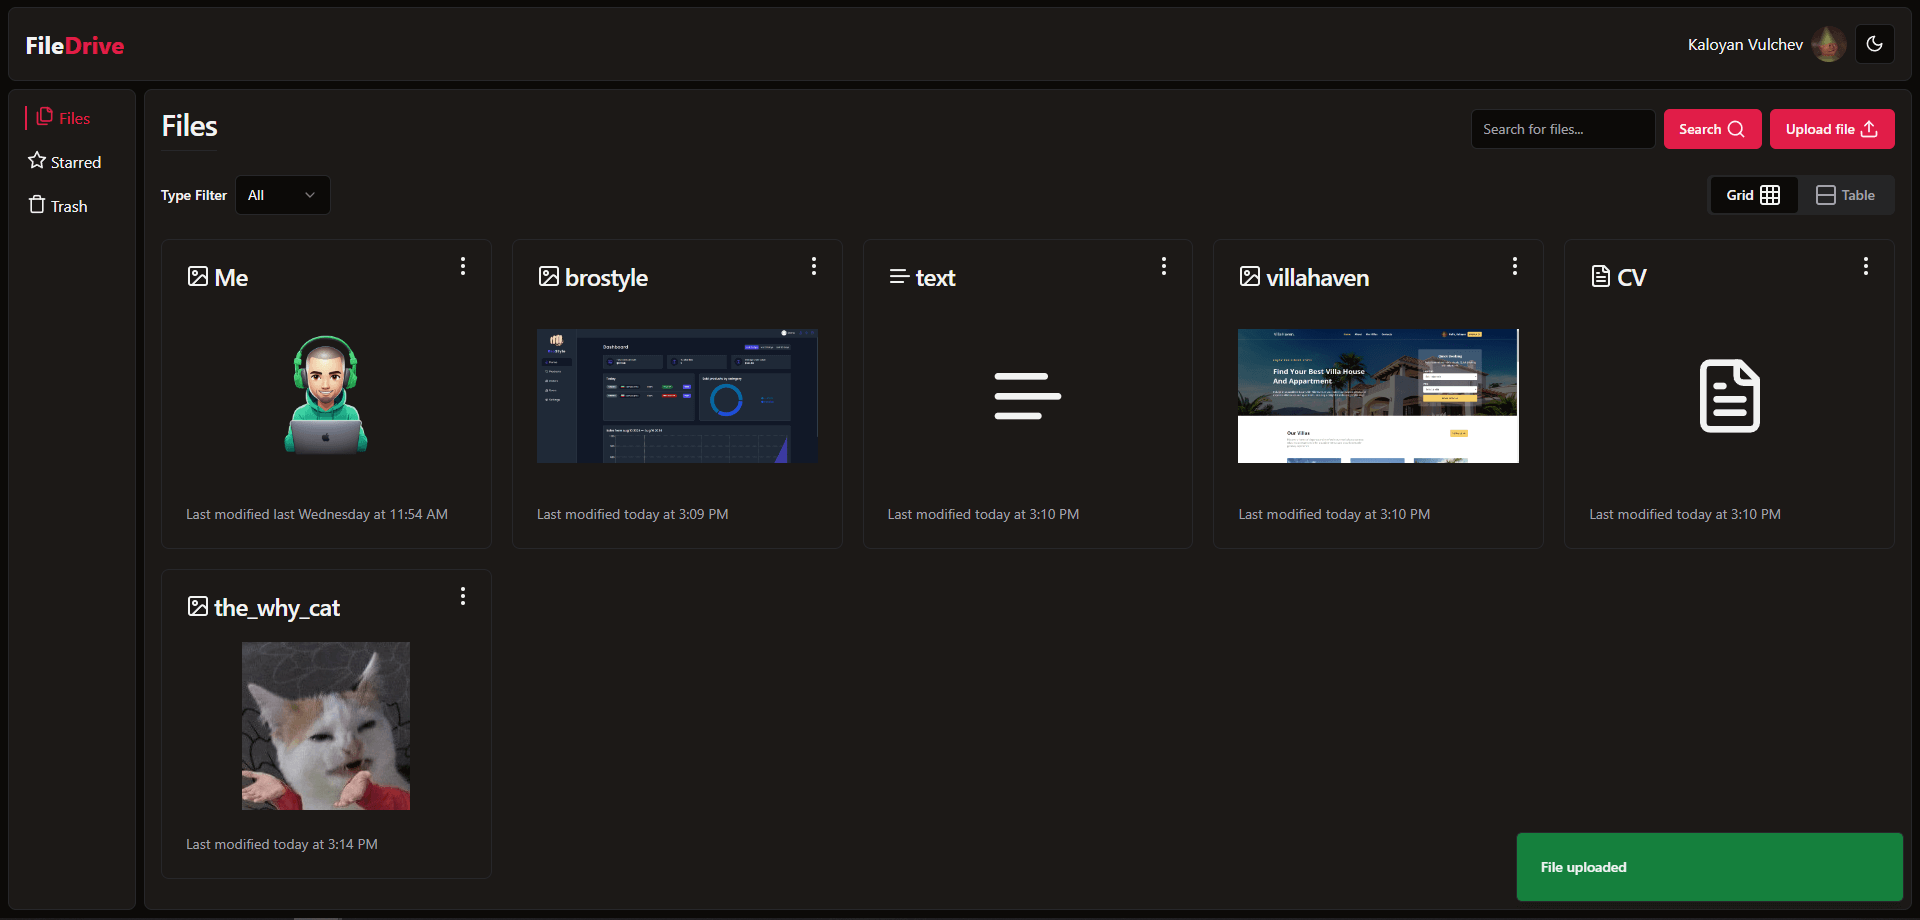 FileDrive
Kaloyan Vulchev
Files
Starred
Trash
Files
Search for files...
Search
Upload file
Type Filter
All
Grid
Table
Me
Last modified last Wednesday at 11:54 AM
brostyle
Dashboard
Last modified today at 3:09 PM
text
Last modified today at 3:10 PM
villahaven
Find Your Best Villa House
And Appartment
Our Villas
Last modified today at 3:10 PM
CV
Last modified today at 3:10 PM
the_why_cat
Last modified today at 3:14 PM
File uploaded